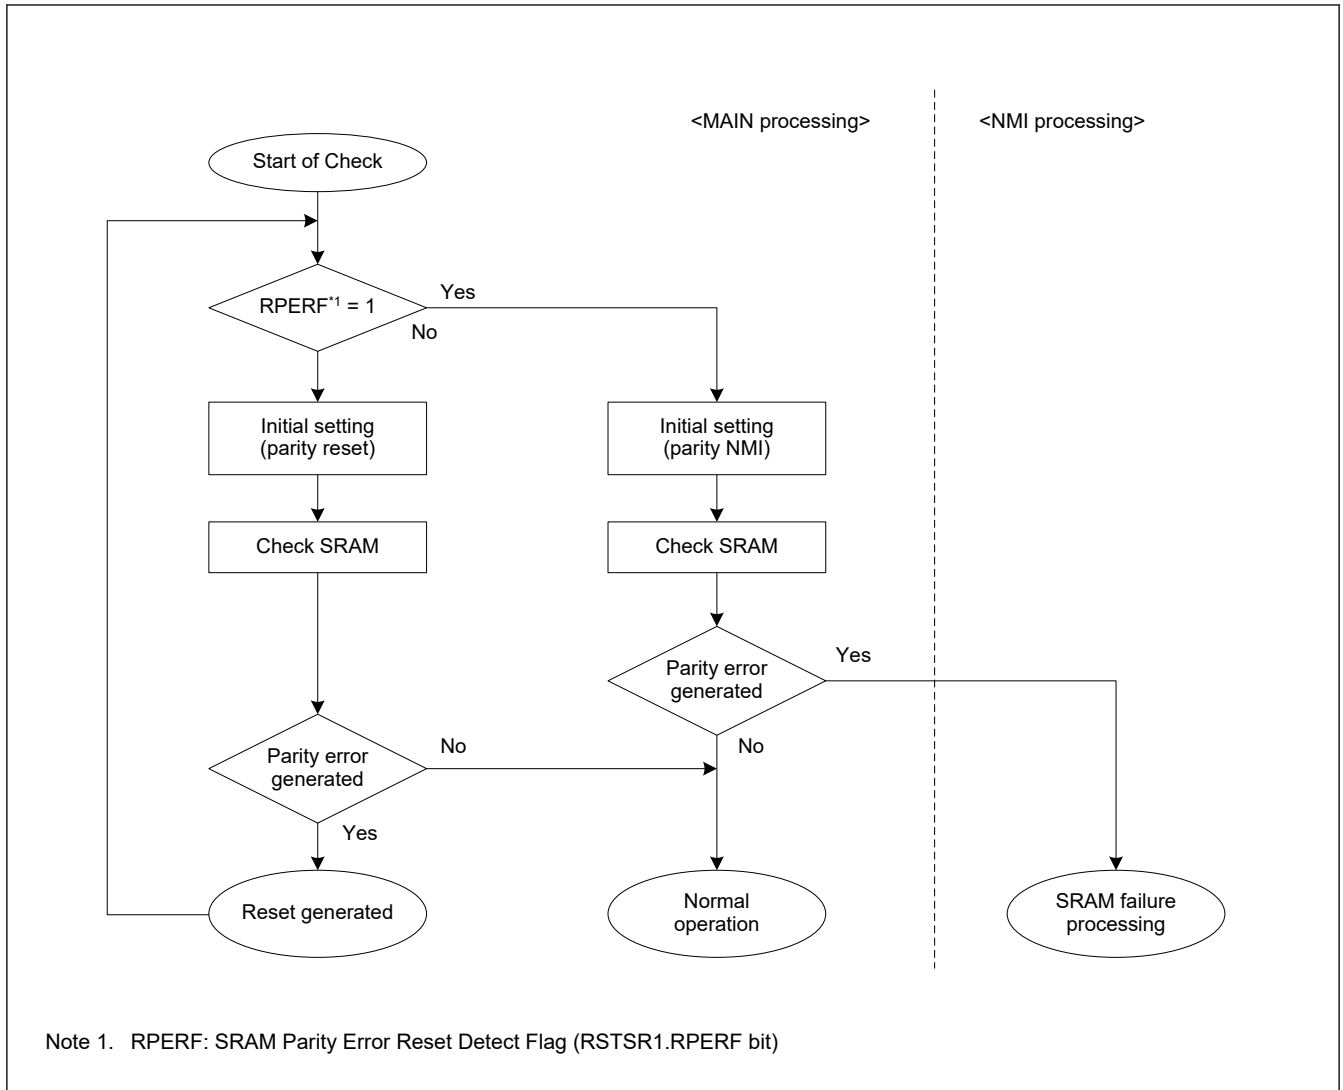 <MAIN processing>
<NMI processing>
Start of Check
RPERF*1 = 1
Yes
No
Initial setting
(parity reset)
Initial setting
(parity NMI)
Check SRAM
Check SRAM
Parity error
generated
Yes
No
Parity error
generated
No
Yes
Reset generated
Normal
operation
SRAM failure
processing
Note 1. RPERF: SRAM Parity Error Reset Detect Flag (RSTSR1.RPERF bit)